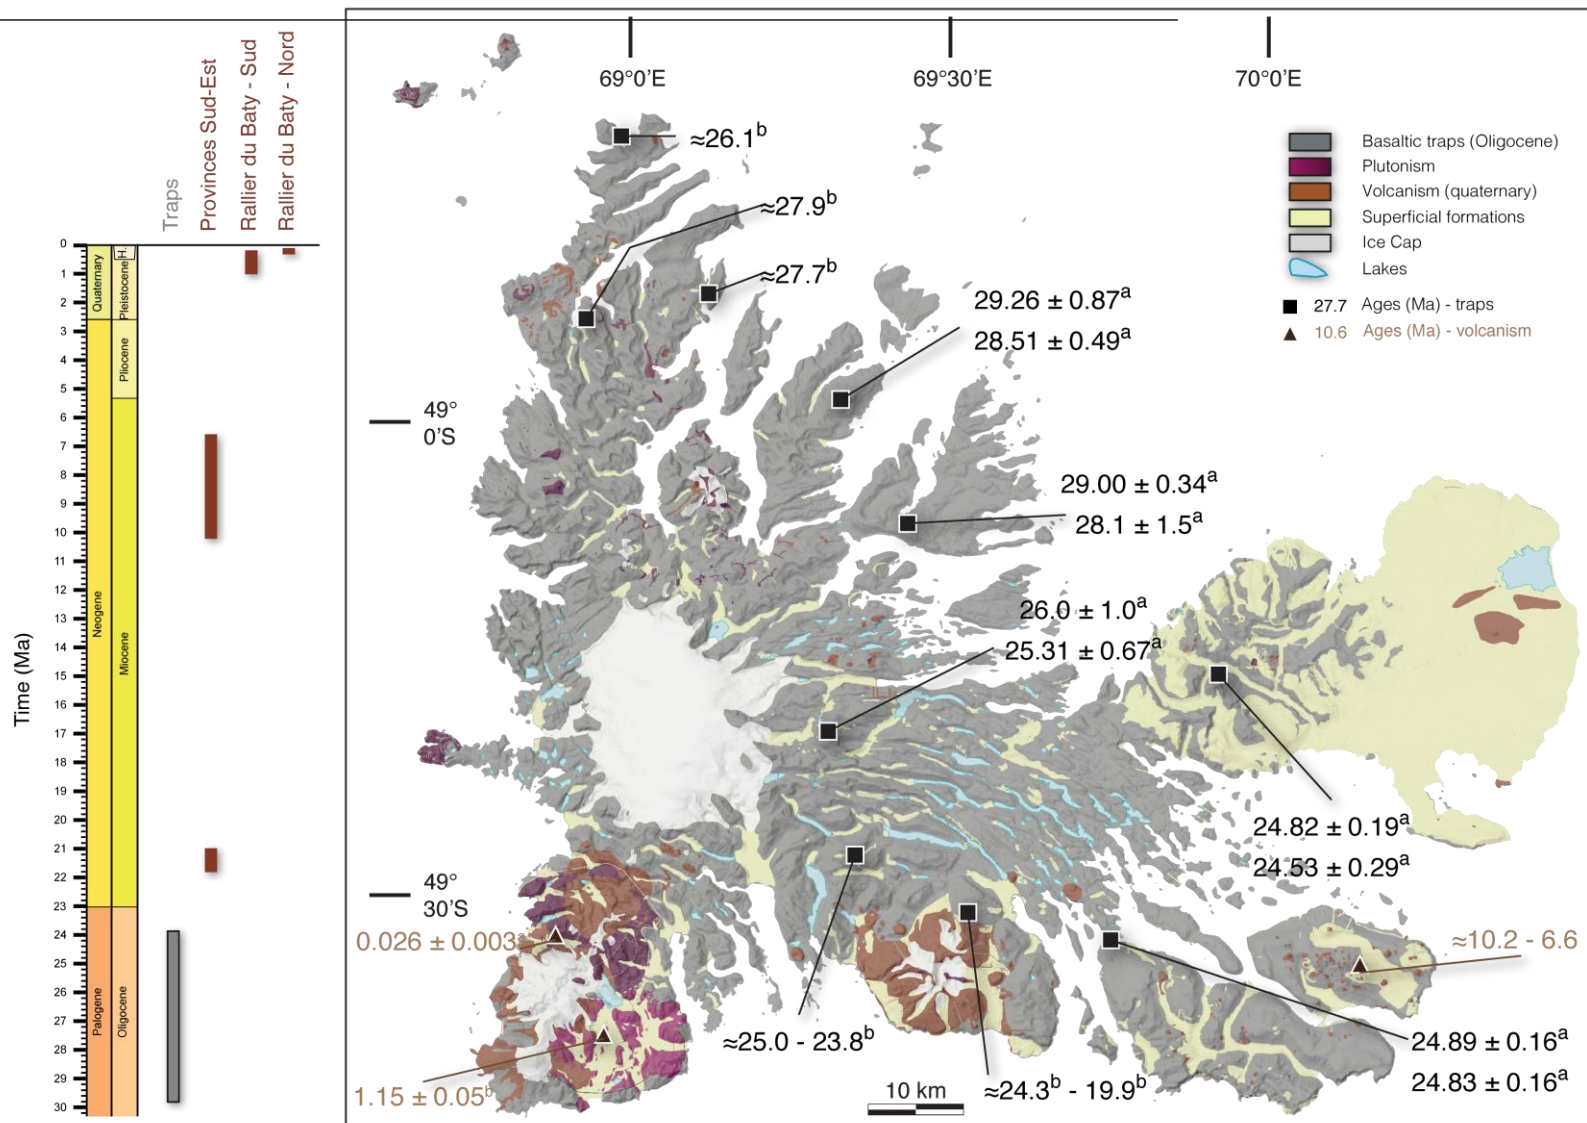 Traps
Provinces Sud-Est
Rallier du Baty - Sud
Rallier du Baty - Nord
Time (Ma)
0
1
2
3
4
5
6
7
8
9
10
11
12
13
14
15
16
17
18
19
20
21
22
23
24
25
26
27
28
29
30
Quaternary
Neogene
Palogene
H.
Pleistocene
Pliocene
Miocene
Oligocene
69°0'E
69°30'E
70°0'E
49°
0'S
49°
30'S
≈26.1b
≈27.9b
≈27.7b
29.26 ± 0.87a
28.51 ± 0.49a
29.00 ± 0.34a
28.1 ± 1.5a
26.0 ± 1.0a
25.31 ± 0.67a
24.82 ± 0.19a
24.53 ± 0.29a
≈10.2 - 6.6
0.026 ± 0.003
≈25.0 - 23.8b
≈24.3b - 19.9b
24.89 ± 0.16a
24.83 ± 0.16a
1.15 ± 0.05b
10 km
Basaltic traps (Oligocene)
Plutonism
Volcanism (quaternary)
Superficial formations
Ice Cap
Lakes
27.7 Ages (Ma) - traps
10.6 Ages (Ma) - volcanism